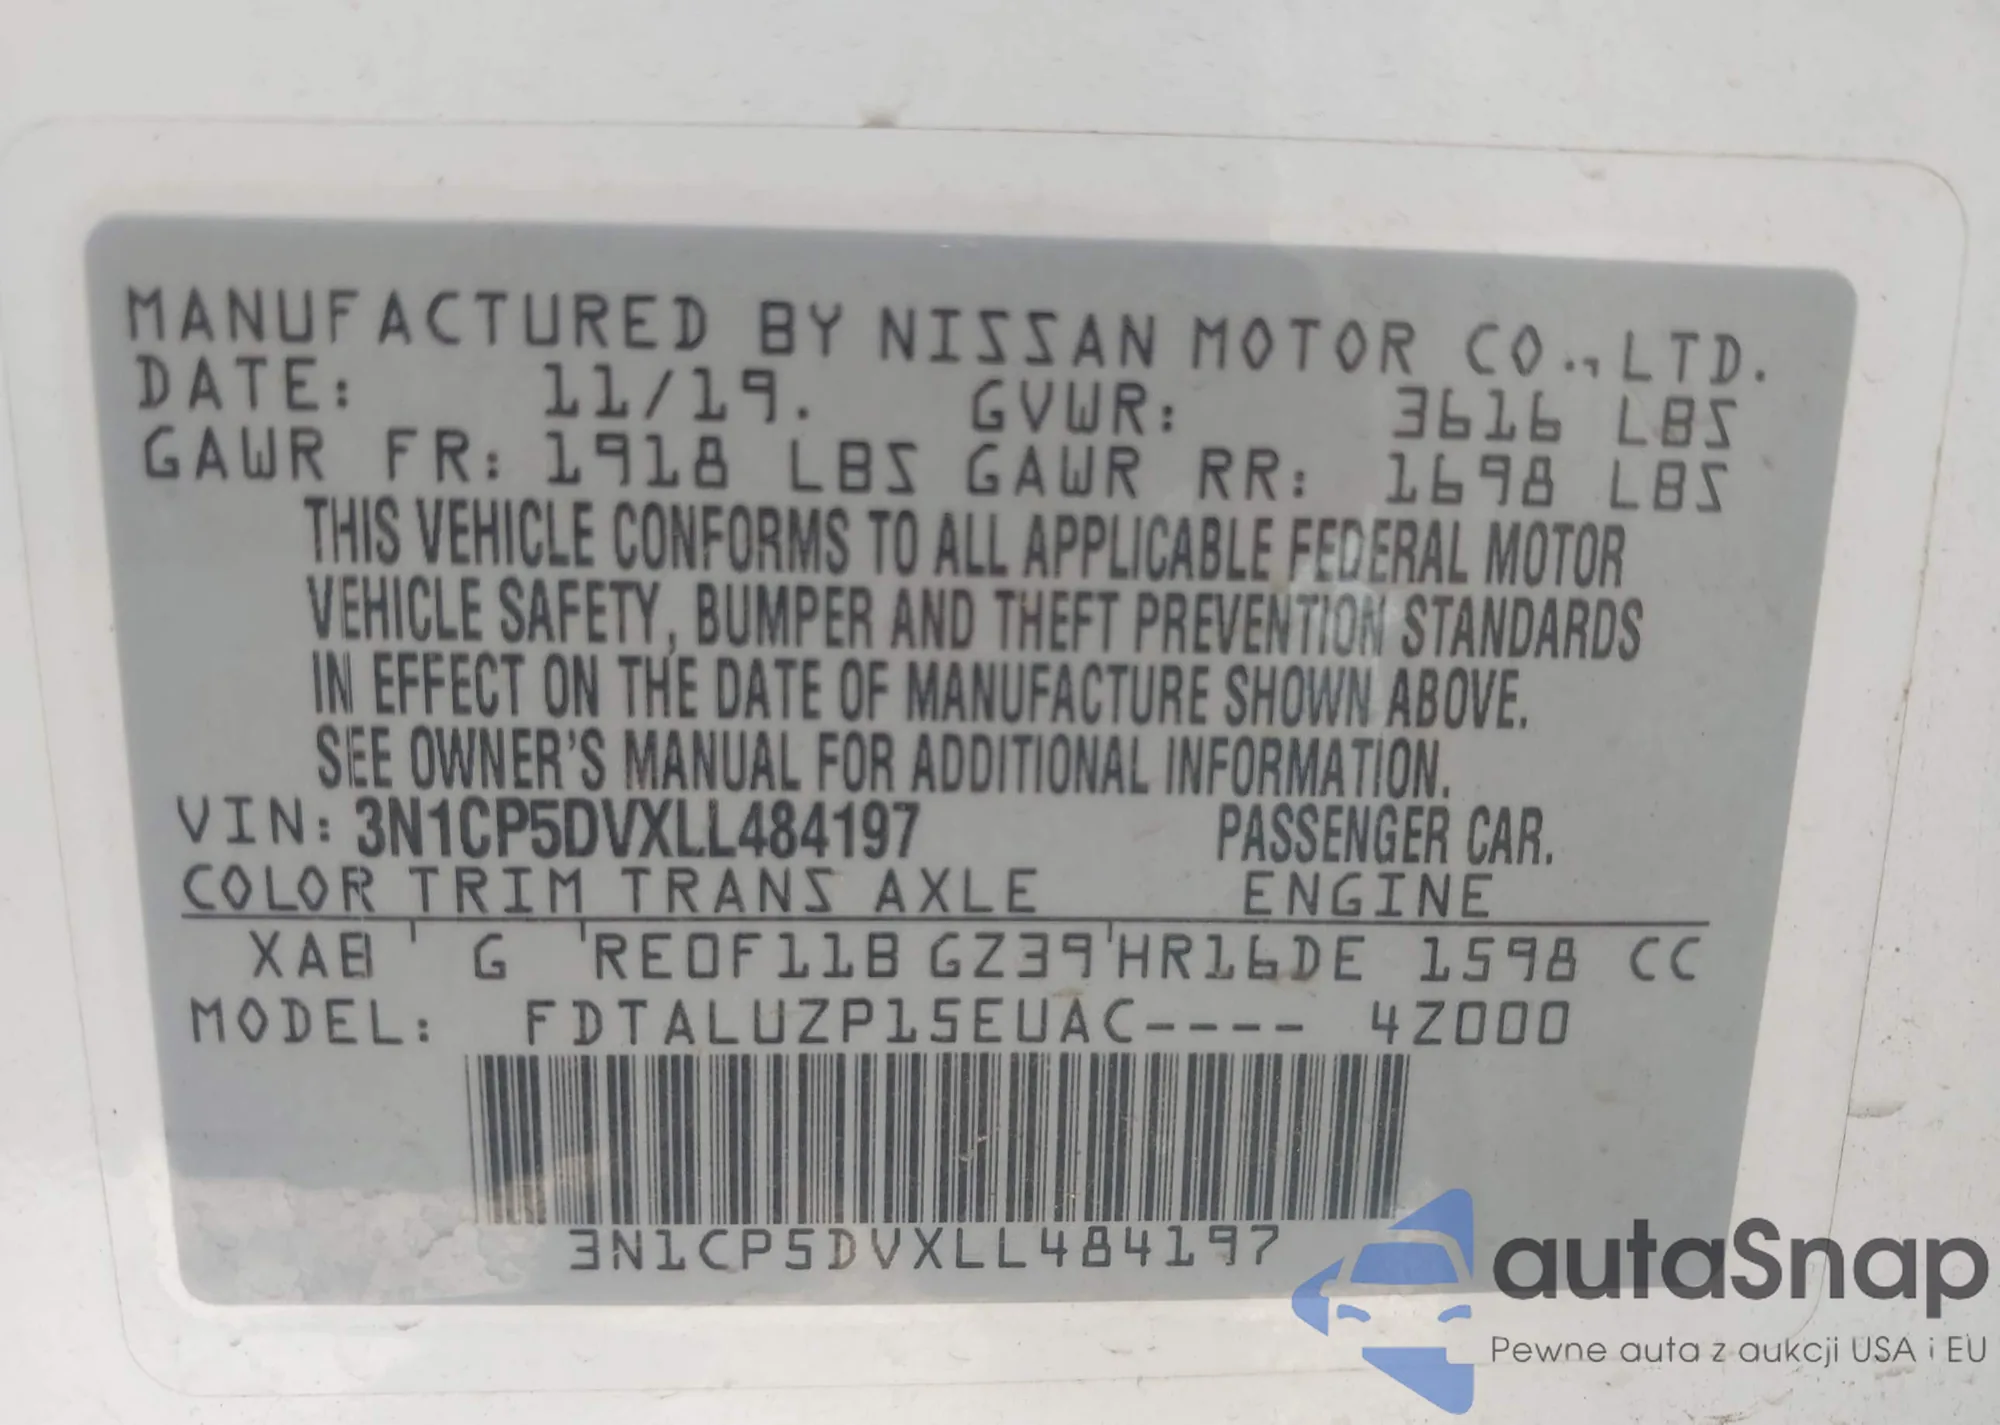 MANUFACTURED BY NISSAN MOTOR CO., LTD.
DATE: 11/19. GVWR: 3616 LBS
GAWR FR: 1918 LBS GAWR RR: 1698 LBS
THIS VEHICLE CONFORMS TO ALL APPLICABLE FEDERAL MOTOR
VEHICLE SAFETY, BUMPER AND THEFT PREVENTION STANDARDS
IN EFFECT ON THE DATE OF MANUFACTURE SHOWN ABOVE.
SEE OWNER'S MANUAL FOR ADDITIONAL INFORMATION.
VIN: 3N1CP5DVXLL484197 PASSENGER CAR.
COLOR TRIM TRANS AXLE ENGINE
G RE0F11B GZ39 HR16DE 1598 CC
MODEL: FDTALUZP15EUAC---- 4Z000
3N1CP5DVXLL484197
autaSnap
Pewne auta z aukcji USA i EU